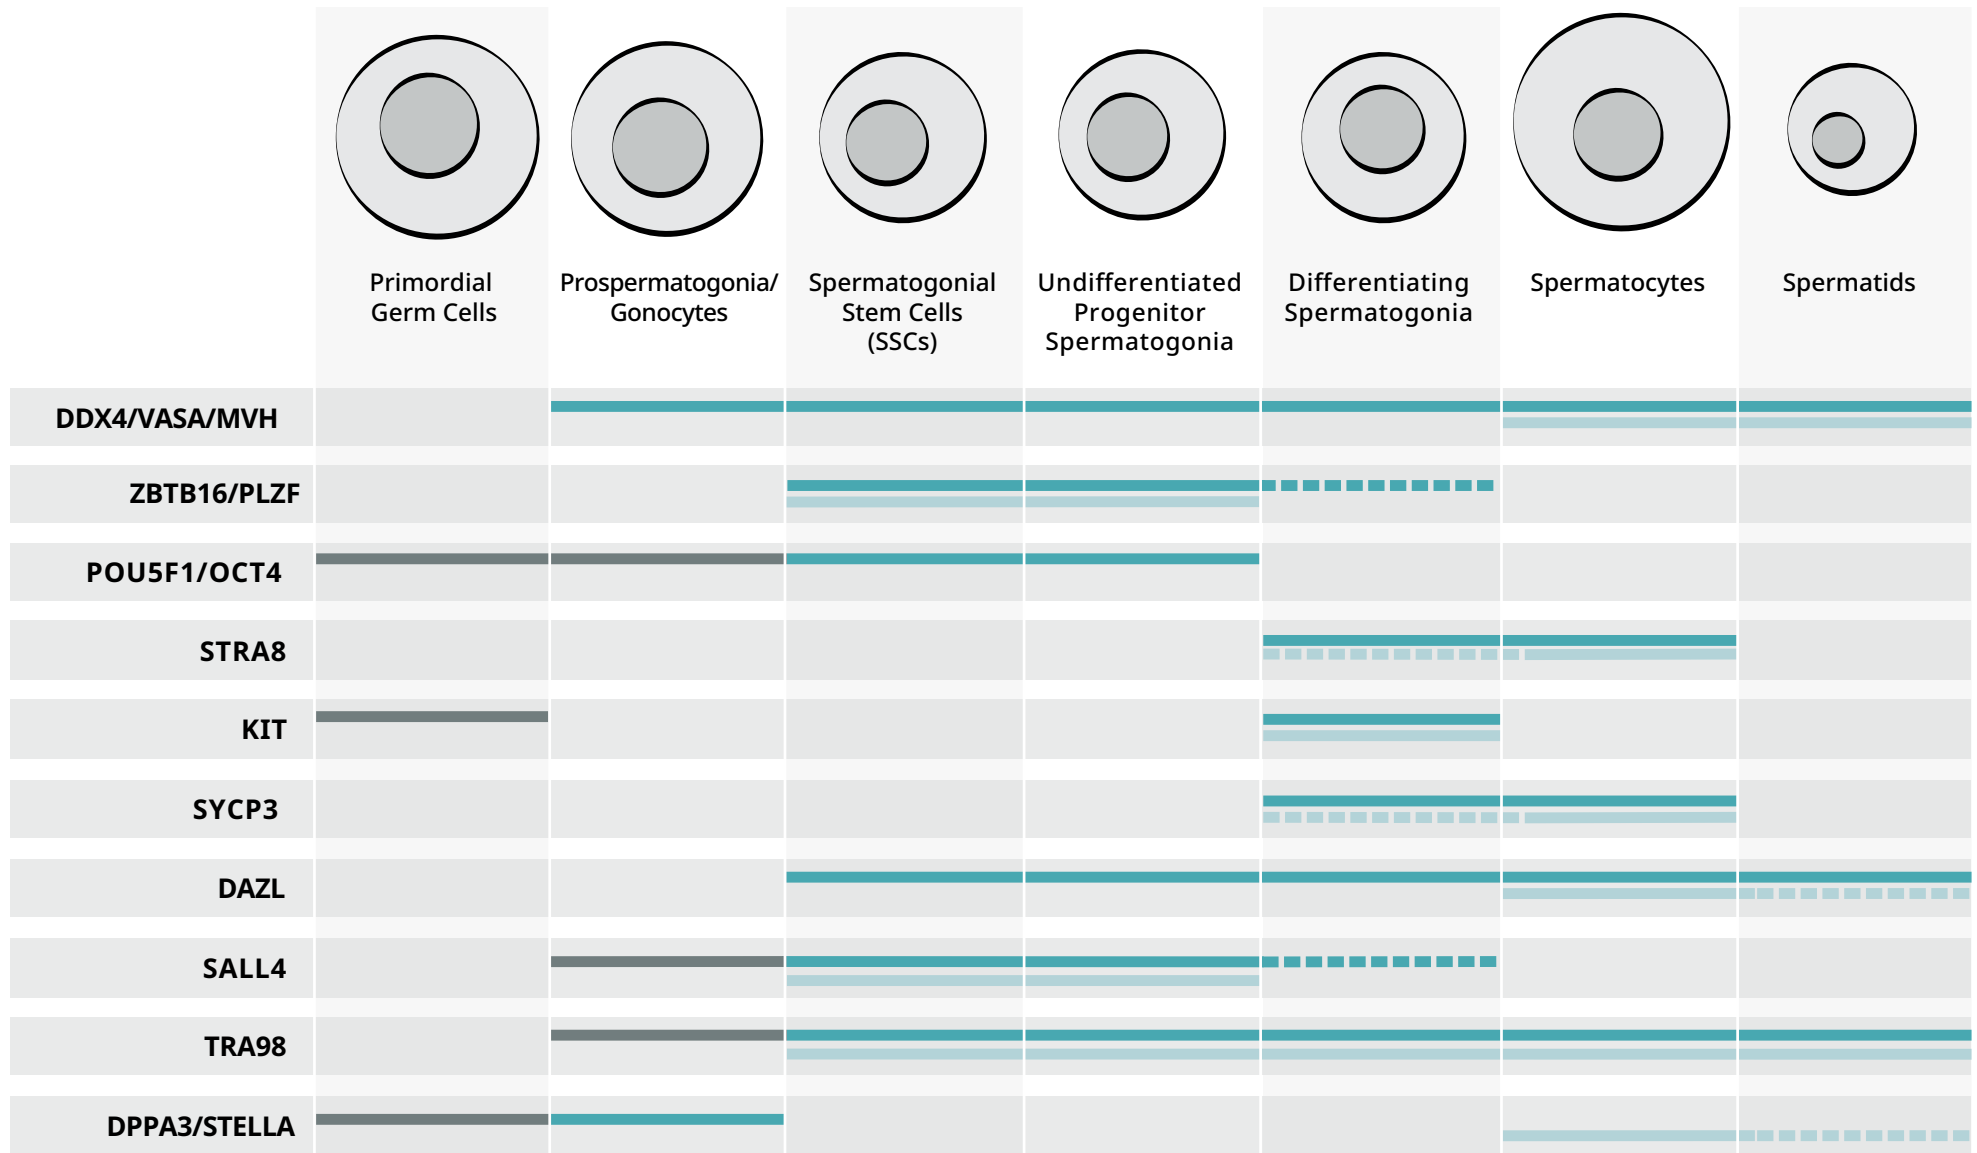 Primordial
Germ Cells
Prospermatogonia/
Gonocytes
Spermatogonial
Stem Cells
(SSCs)
Undifferentiated
Progenitor
Spermatogonia
Differentiating
Spermatogonia
Spermatocytes
Spermatids
DDX4/VASA/MVH
ZBTB16/PLZF
POU5F1/OCT4
STRA8
KIT
SYCP3
DAZL
SALL4
TRA98
DPPA3/STELLA